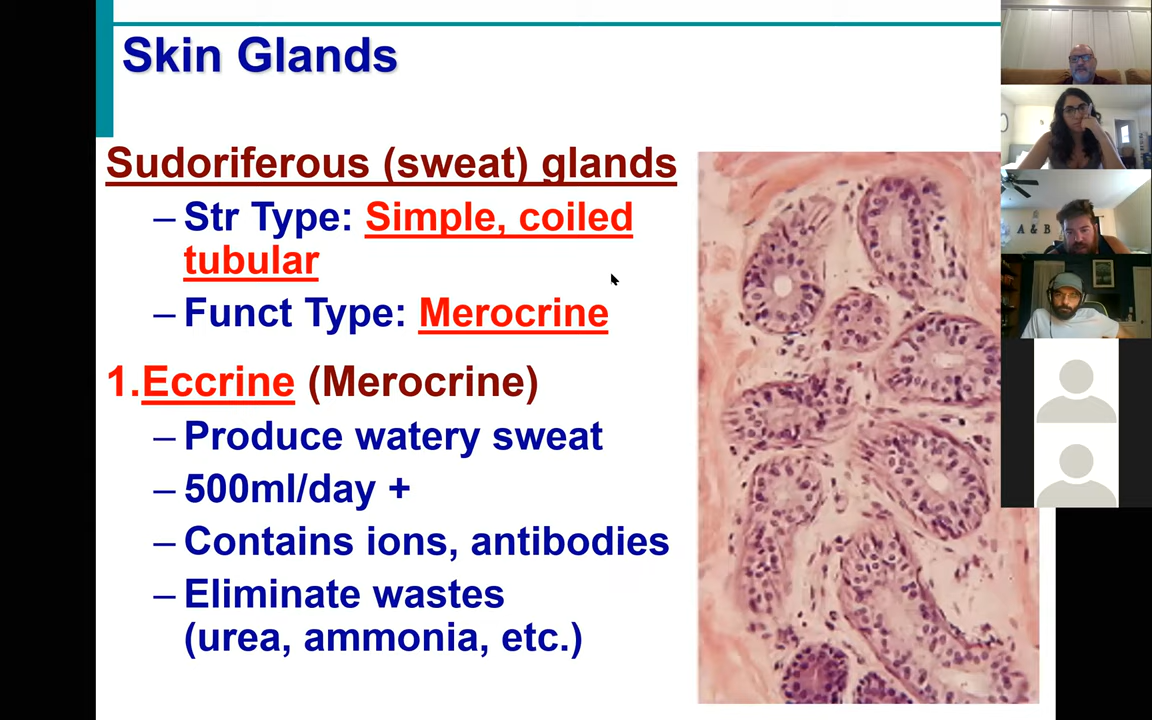 Skin Glands
Sudoriferous (sweat) glands
– Str Type: Simple, coiled
tubular
– Funct Type: Merocrine
1.Eccrine (Merocrine)
– Produce watery sweat
– 500ml/day +
– Contains ions, antibodies
– Eliminate wastes
(urea, ammonia, etc.)
A & B